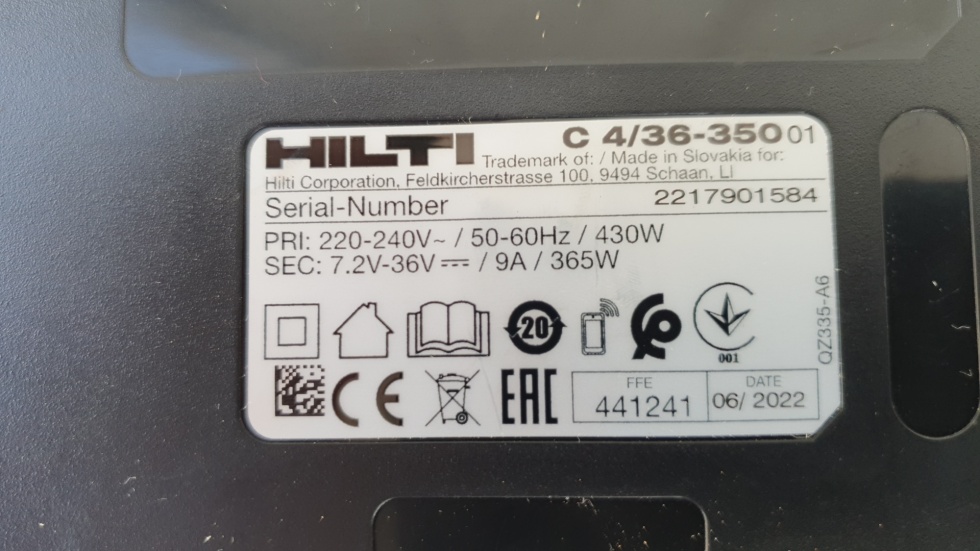 HILTI C 4/36-350 01
Trademark of: / Made in Slovakia for:
Hilti Corporation, Feldkircherstrasse 100, 9494 Schaan, LI
Serial-Number 2217901584
PRI: 220-240V~ / 50-60Hz / 430W
SEC: 7.2V-36V⎓ / 9A / 365W
20
001
QZ335-A6
CE
EAC
FFE
441241
DATE
06/ 2022